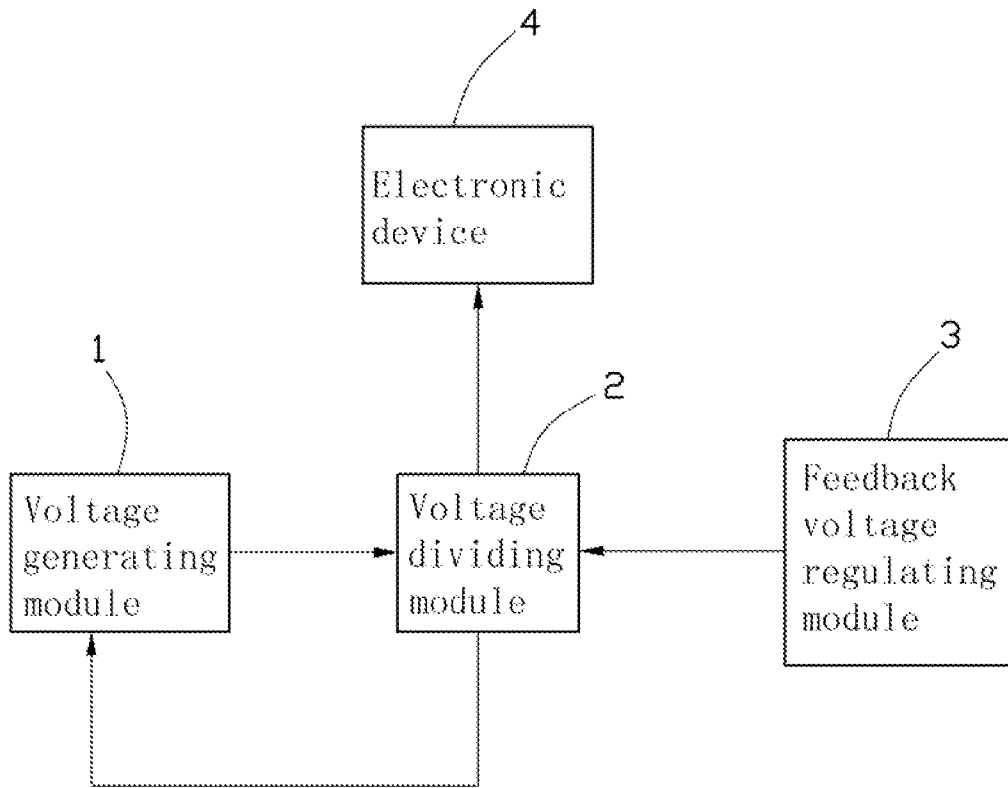 4
Electronic
device
1
2
3
Voltage
generating
module
Voltage
dividing
module
Feedback
voltage
regulating
module